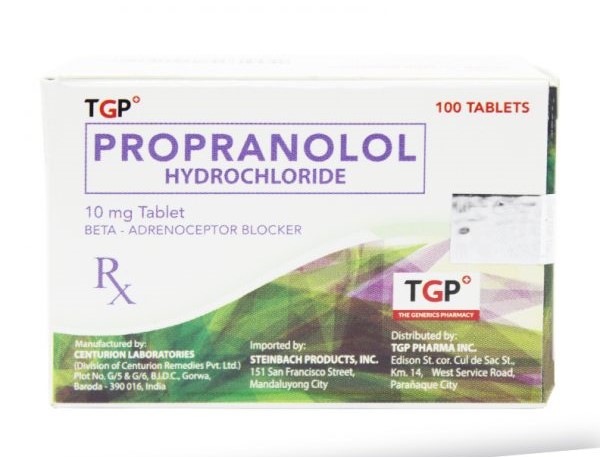 TGP
100 TABLETS
PROPRANOLOL
HYDROCHLORIDE
10 mg Tablet
BETA - ADRENOCEPTOR BLOCKER
Rx
TGP
THE GENERICS PHARMACY
Manufactured by:
CENTURION LABORATORIES
(Division of Centurion Remedies Pvt. Ltd.)
Plot No. G/5 & G/6, B.I.D.C., Gorwa,
Baroda - 390 016, India
Imported by:
STEINBACH PRODUCTS, INC.
151 San Francisco Street,
Mandaluyong City
Distributed by:
TGP PHARMA INC.
Edison St. cor. Cul de Sac St.,
Km. 14, West Service Road,
Parañaque City